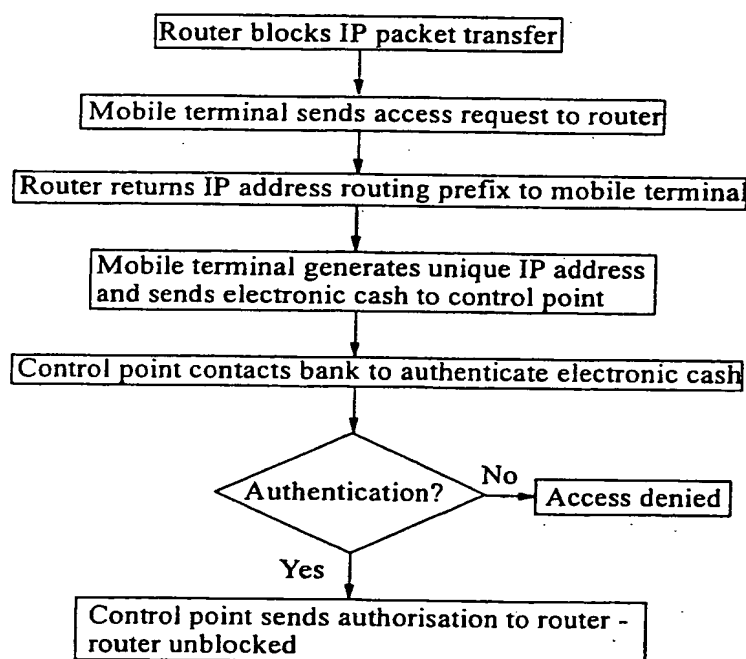 Router blocks IP packet transfer
Mobile terminal sends access request to router
Router returns IP address routing prefix to mobile terminal
Mobile terminal generates unique IP address
and sends electronic cash to control point
Control point contacts bank to authenticate electronic cash
Authentication?
No
Access denied
Yes
Control point sends authorisation to router -
router unblocked